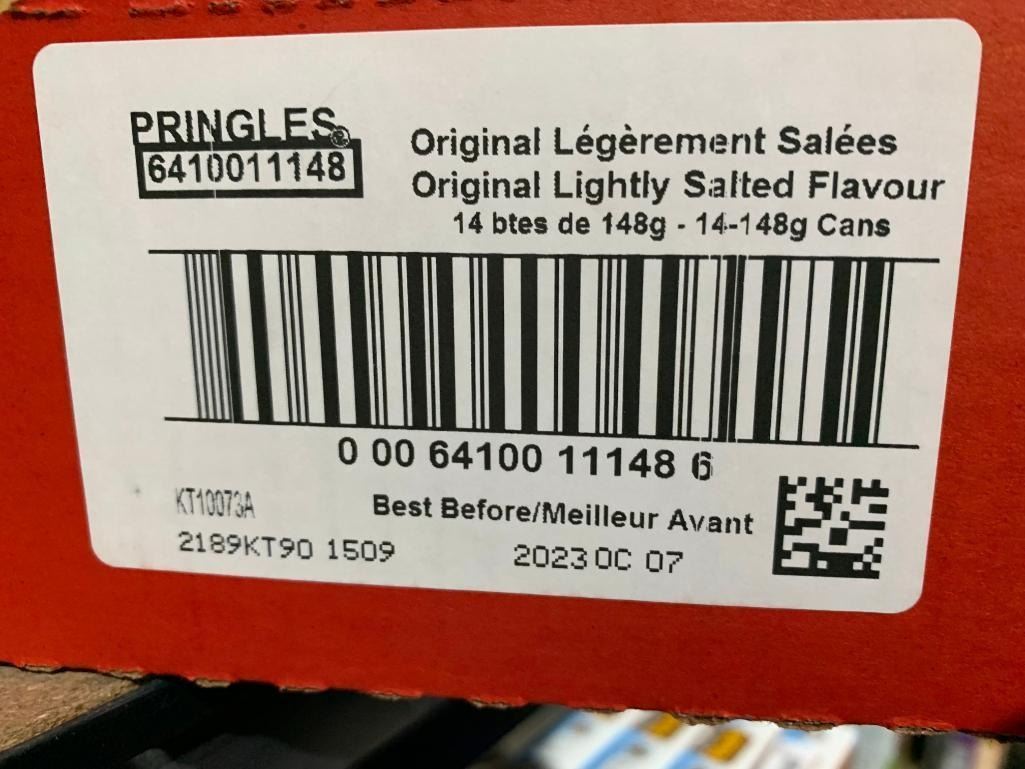 PRINGLES®
6410011148
Original Légèrement Salées
Original Lightly Salted Flavour
14 btes de 148g - 14-148g Cans
0 00 64100 11148 6
KT10073A
Best Before/Meilleur Avant
2189KT90 1509
2023 OC 07